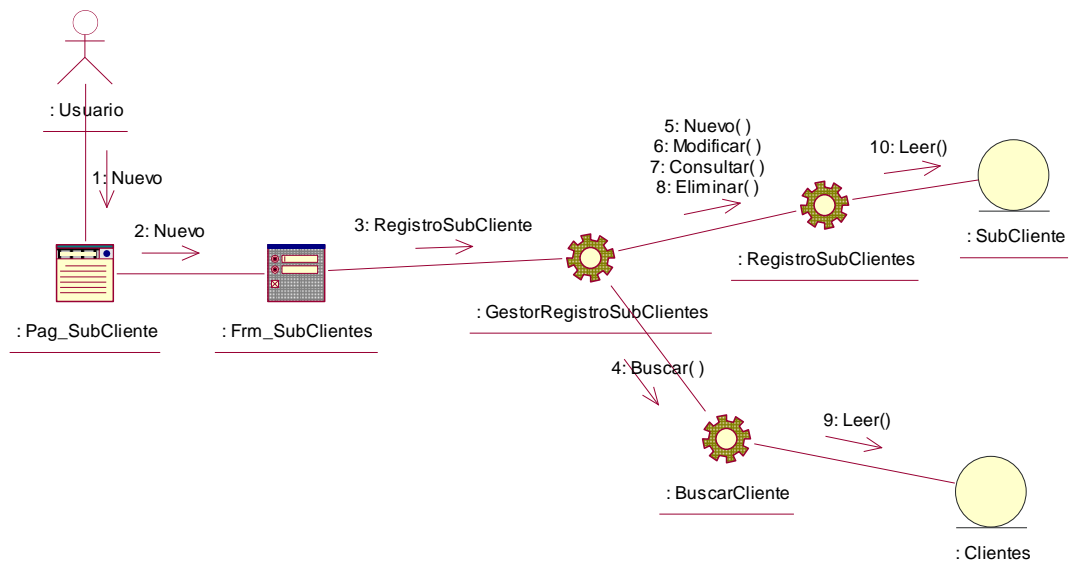 : Usuario
1: Nuevo
2: Nuevo
3: RegistroSubCliente
5: Nuevo( )
6: Modificar( )
7: Consultar( )
8: Eliminar( )
10: Leer()
: SubCliente
: RegistroSubClientes
: GestorRegistroSubClientes
: Pag_SubCliente
: Frm_SubClientes
4: Buscar( )
9: Leer()
: BuscarCliente
: Clientes